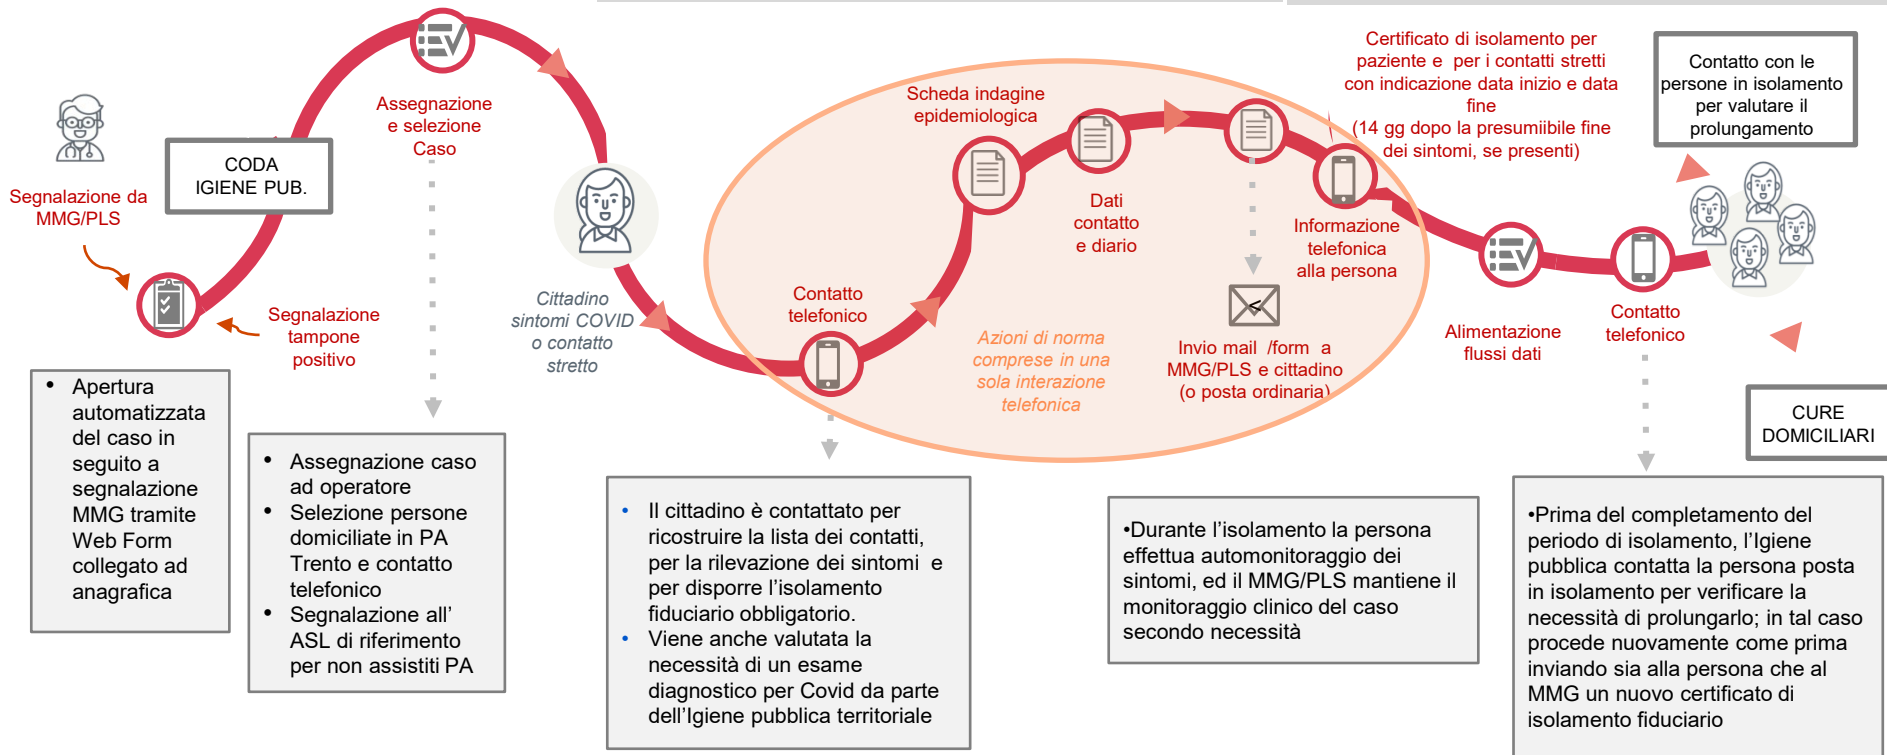 Segnalazione da
MMG/PLS
CODA
IGIENE PUB.
Segnalazione
tampone
positivo
Assegnazione
e selezione
Caso
Cittadino
sintomi COVID
o contatto
stretto
Contatto
telefonico
Scheda indagine
epidemiologica
Dati
contatto
e diario
Azioni di norma
comprese in una
sola interazione
telefonica
Invio mail /form a
MMG/PLS e cittadino
(o posta ordinaria)
Informazione
telefonica
alla persona
Certificato di isolamento per
paziente e per i contatti stretti
con indicazione data inizio e data
fine
(14 gg dopo la presumiibile fine
dei sintomi, se presenti)
Alimentazione
flussi dati
Contatto
telefonico
Contatto con le
persone in isolamento
per valutare il
prolungamento
CURE
DOMICILIARI
• Apertura
automatizzata
del caso in
seguito a
segnalazione
MMG tramite
Web Form
collegato ad
anagrafica
• Assegnazione caso
ad operatore
• Selezione persone
domiciliate in PA
Trento e contatto
telefonico
• Segnalazione all’
ASL di riferimento
per non assistiti PA
• Il cittadino è contattato per
ricostruire la lista dei contatti,
per la rilevazione dei sintomi e
per disporre l’isolamento
fiduciario obbligatorio.
• Viene anche valutata la
necessità di un esame
diagnostico per Covid da parte
dell’Igiene pubblica territoriale
•Durante l’isolamento la persona
effettua automonitoraggio dei
sintomi, ed il MMG/PLS mantiene il
monitoraggio clinico del caso
secondo necessità
•Prima del completamento del
periodo di isolamento, l’Igiene
pubblica contatta la persona posta
in isolamento per verificare la
necessità di prolungarlo; in tal caso
procede nuovamente come prima
inviando sia alla persona che al
MMG un nuovo certificato di
isolamento fiduciario